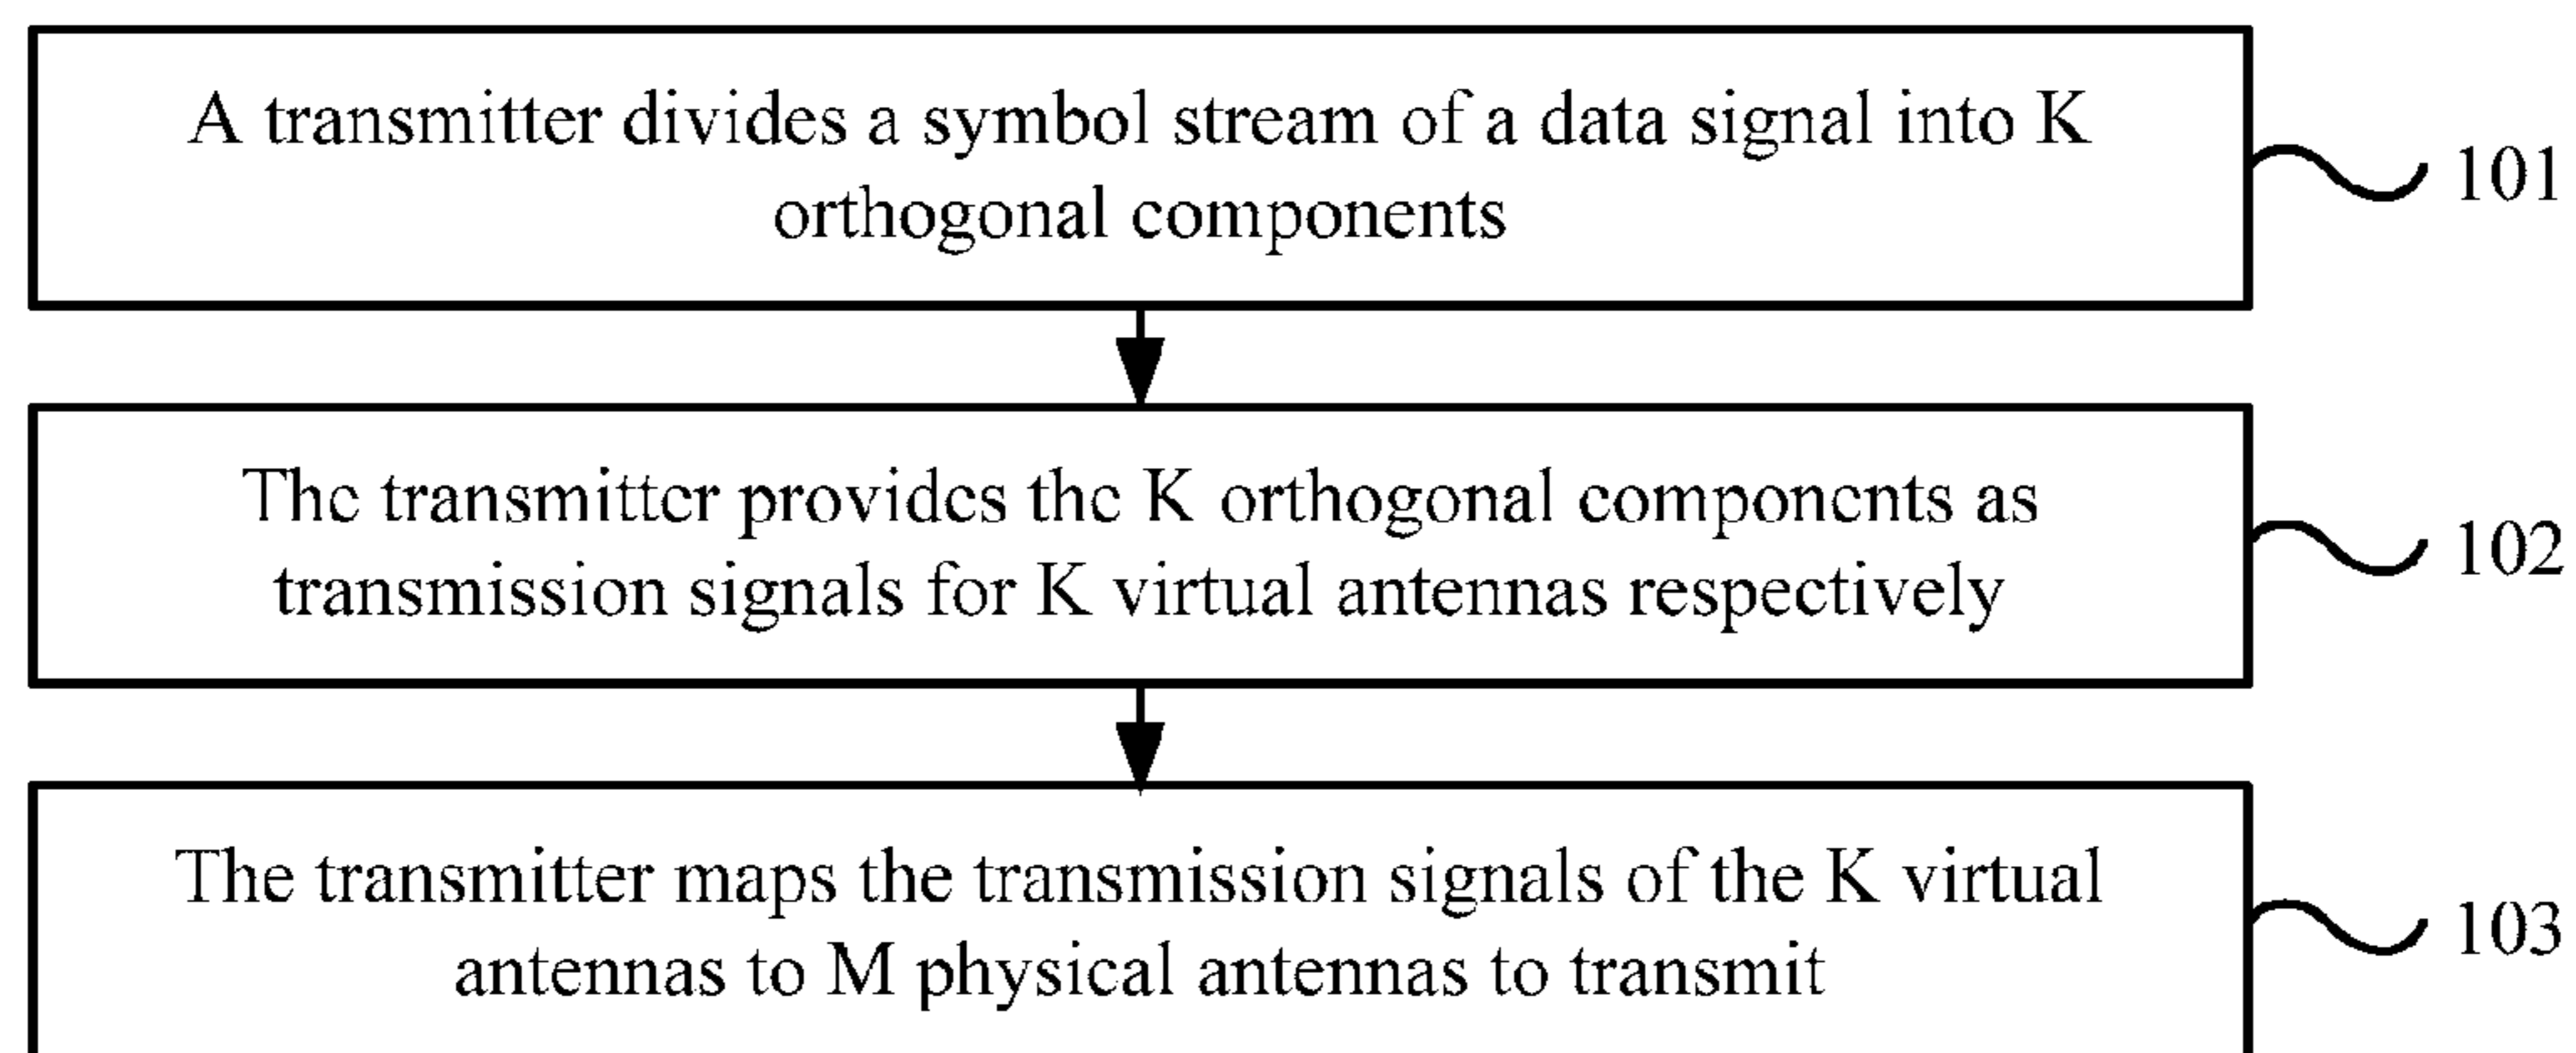 A transmitter divides a symbol stream of a data signal into K
orthogonal components
101
The transmitter provides the K orthogonal components as
transmission signals for K virtual antennas respectively
102
The transmitter maps the transmission signals of the K virtual
antennas to M physical antennas to transmit
103